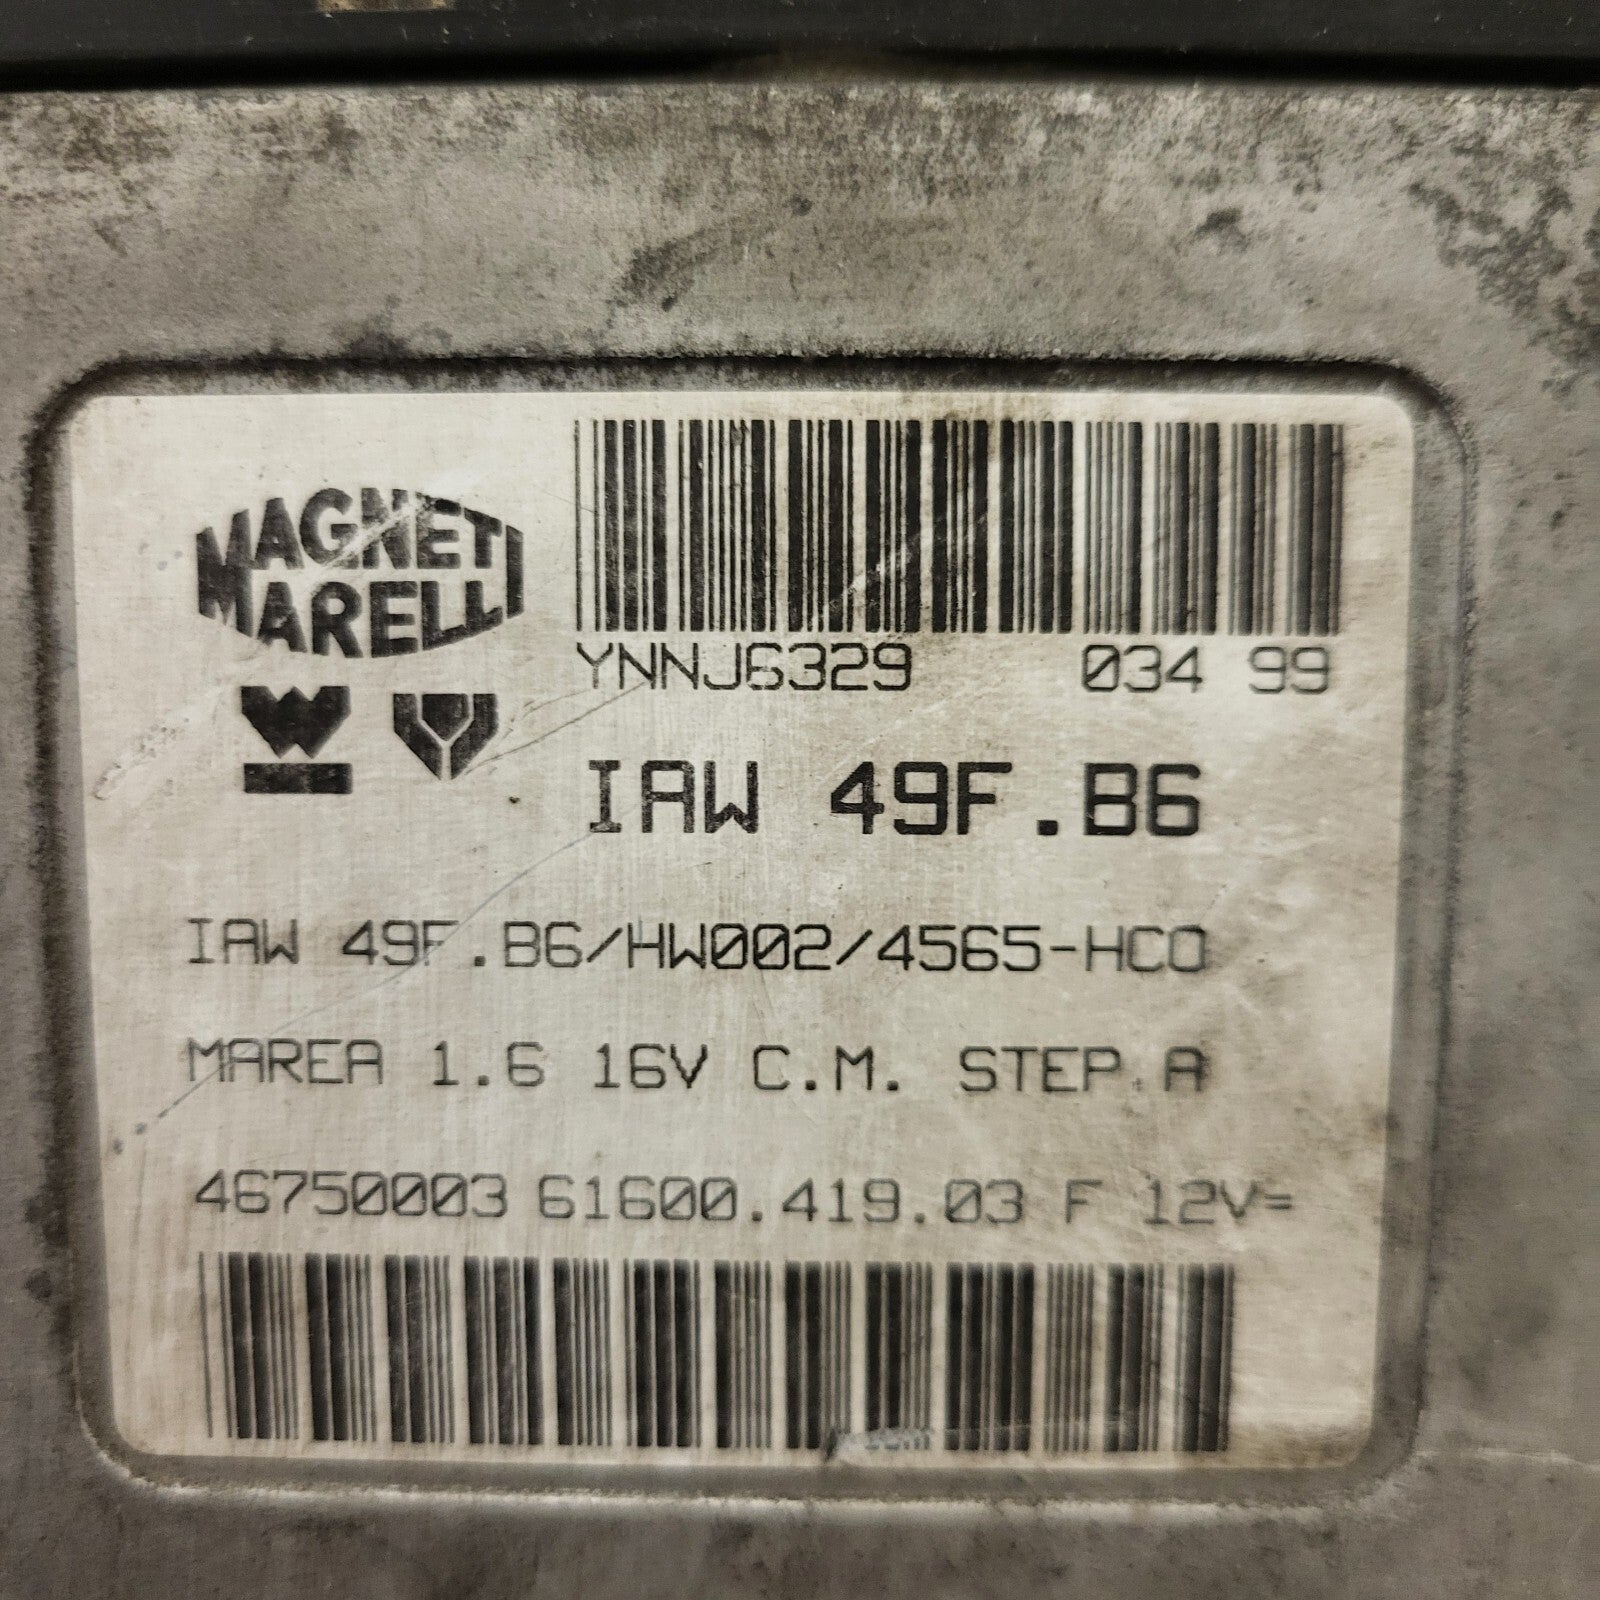 MAGNETI
MARELLI
YNNJ6329 034 99
IAW 49F.B6
IAW 49F.B6/HW002/4565-HCO
MAREA 1.6 16V C.M. STEP.A
46750003 61600.419.03 F 12V=